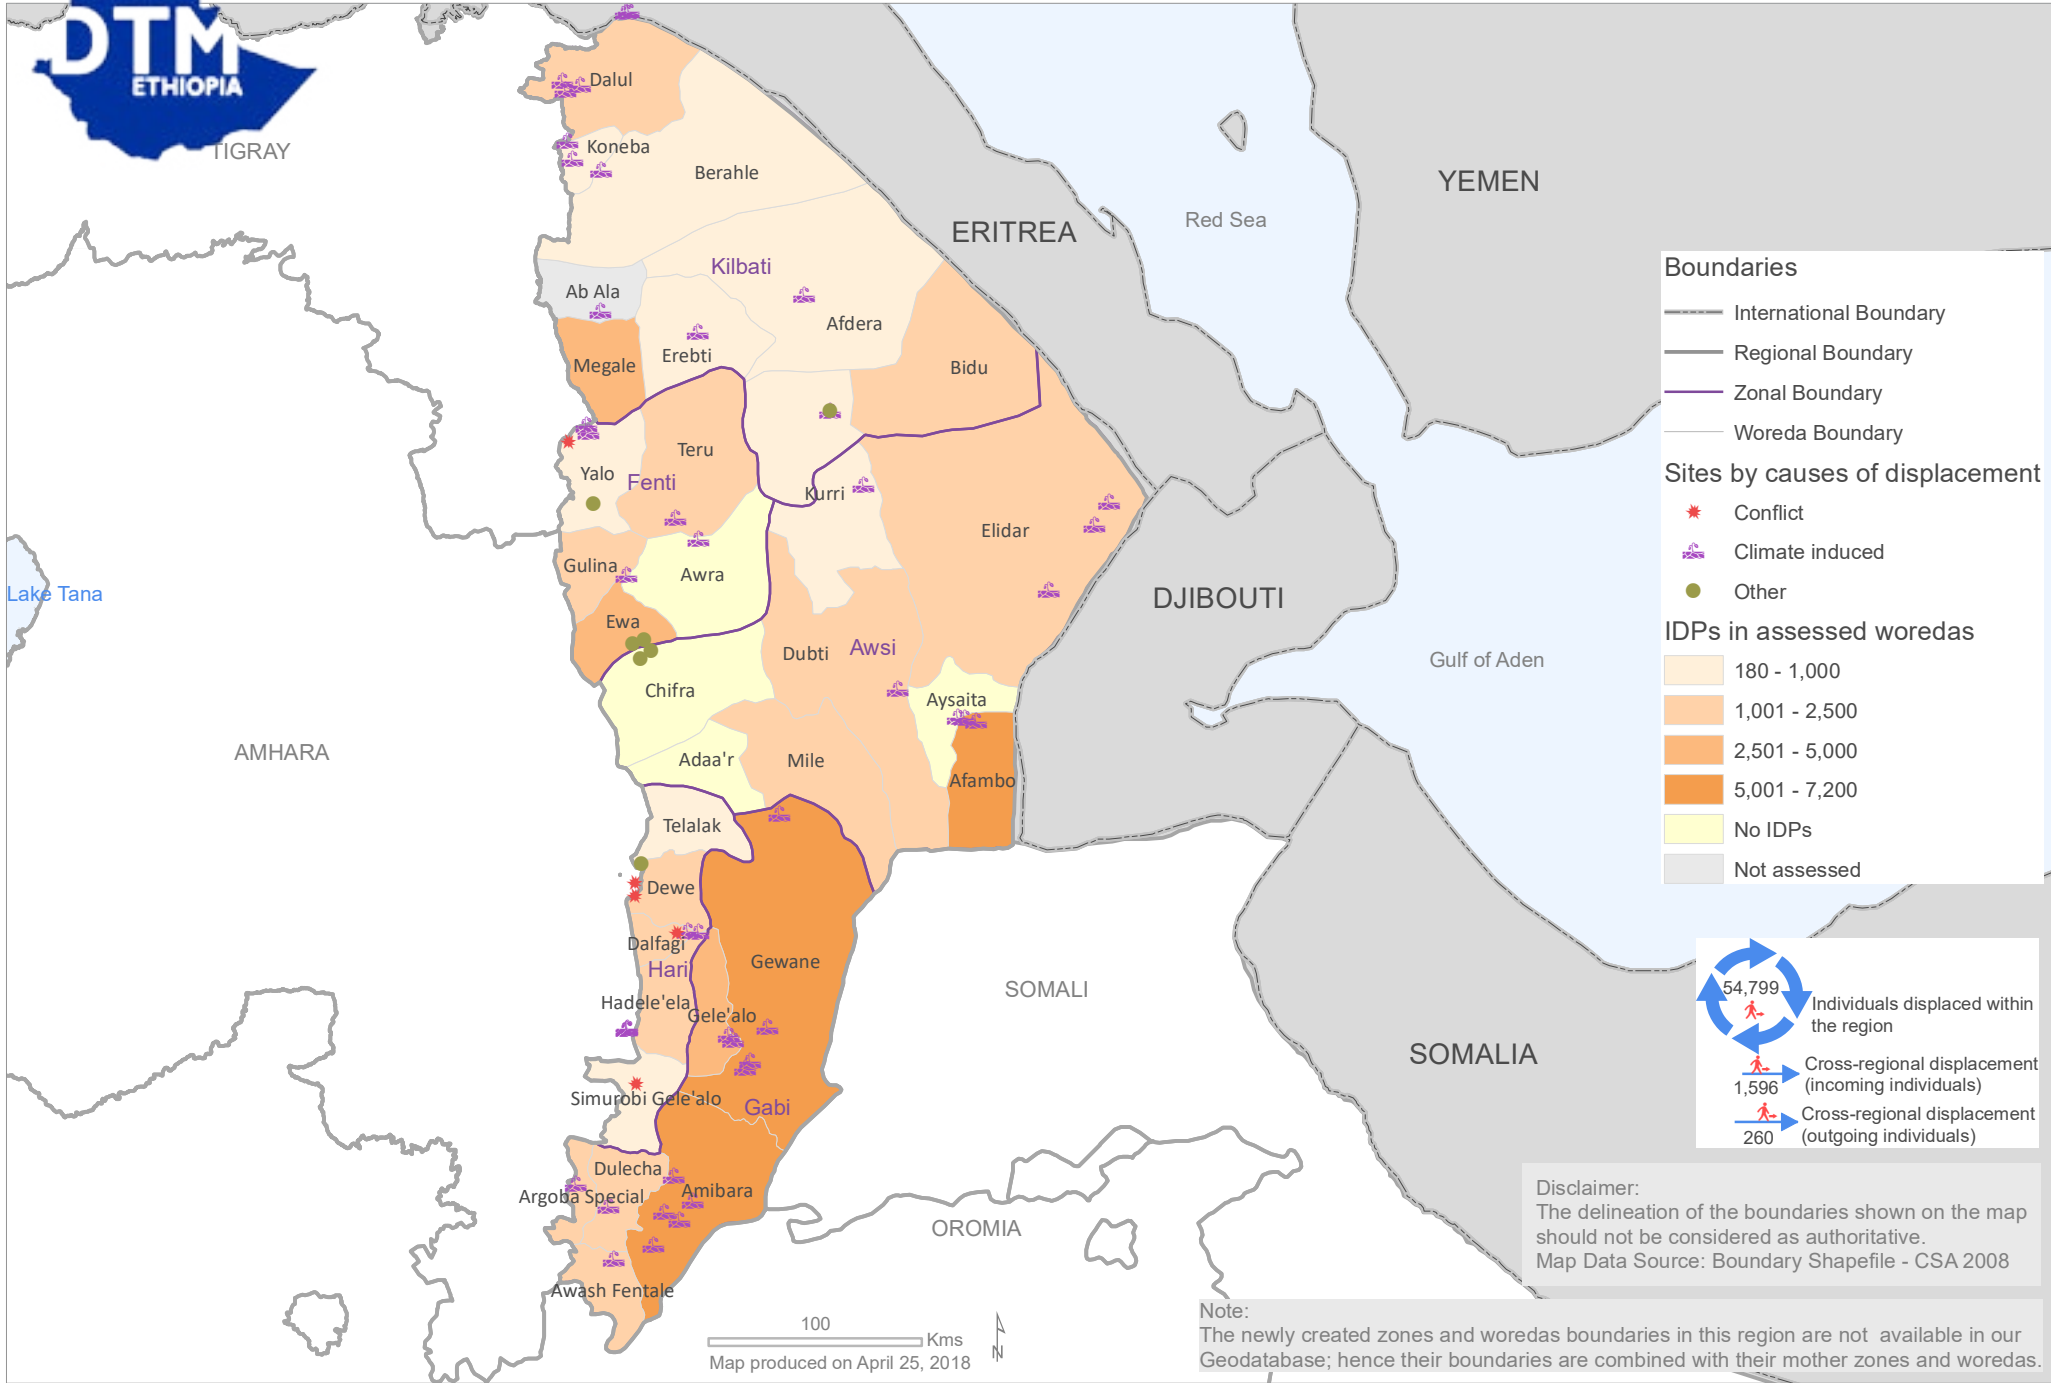 DTM
ETHIOPIA
TIGRAY
Dalul
Koneba
Berahle
ERITREA
YEMEN
Red Sea
Kilbati
Ab Ala
Afdera
Erebti
Megale
Bidu
Teru
Yalo
Fenti
Kurri
Elidar
Gulina
Awra
DJIBOUTI
Lake Tana
Ewa
Dubti
Awsi
Gulf of Aden
Chifra
Aysaita
AMHARA
Adaa'r
Mile
Afambo
Telalak
Dewe
Dalfagi
Hari
Gewane
SOMALI
Hadele'ela
Gele'alo
SOMALIA
Simurobi Gele'alo
Gabi
Dulecha
Argoba Special
Amibara
OROMIA
Awash Fentale
100
Kms
N
Map produced on April 25, 2018
Boundaries
International Boundary
Regional Boundary
Zonal Boundary
Woreda Boundary
Sites by causes of displacement
Conflict
Climate induced
Other
IDPs in assessed woredas
180 - 1,000
1,001 - 2,500
2,501 - 5,000
5,001 - 7,200
No IDPs
Not assessed
54,799
Individuals displaced within
the region
Cross-regional displacement
1,596
(incoming individuals)
Cross-regional displacement
260
(outgoing individuals)
Disclaimer:
The delineation of the boundaries shown on the map
should not be considered as authoritative.
Map Data Source: Boundary Shapefile - CSA 2008
Note:
The newly created zones and woredas boundaries in this region are not available in our
Geodatabase; hence their boundaries are combined with their mother zones and woredas.